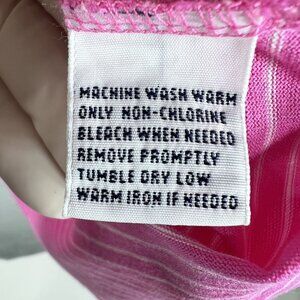 MACHINE WASH WARM
ONLY NON-CHLORINE
BLEACH WHEN NEEDED
REMOVE PROMPTLY
TUMBLE DRY LOW
WARM IRON IF NEEDED